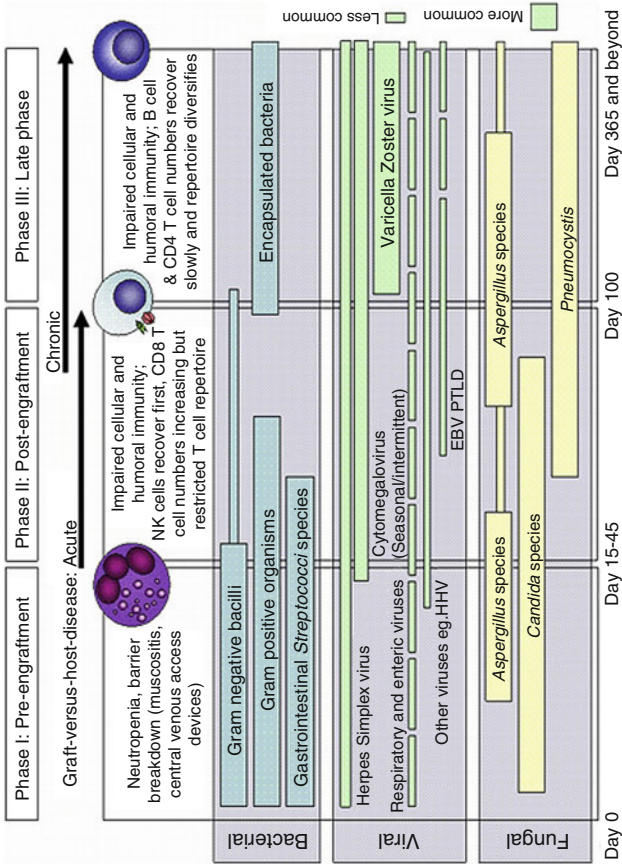 Phase I: Pre-engraftment
Phase II: Post-engraftment
Phase III: Late phase
Graft-versus-host-disease: Acute
Chronic
Neutropenia, barrier
breakdown (muscositis,
central venous access
devices)
Impaired cellular and
humoral immunity;
NK cells recover first, CD8 T
cell numbers increasing but
restricted T cell repertoire
Impaired cellular and
humoral immunity; B cell
& CD4 T cell numbers recover
slowly and repertoire diversifies
Bacterial
Gram negative bacilli
Gram positive organisms
Encapsulated bacteria
Gastrointestinal Streptococci species
Viral
Herpes Simplex virus
Cytomegalovirus
(Seasonal/intermittent)
Varicella Zoster virus
Respiratory and enteric viruses
Other viruses eg.HHV
EBV PTLD
Fungal
Aspergillus species
Aspergillus species
Candida species
Pneumocystis
Day 0
Day 15-45
Day 100
Day 365 and beyond
Less common
More common